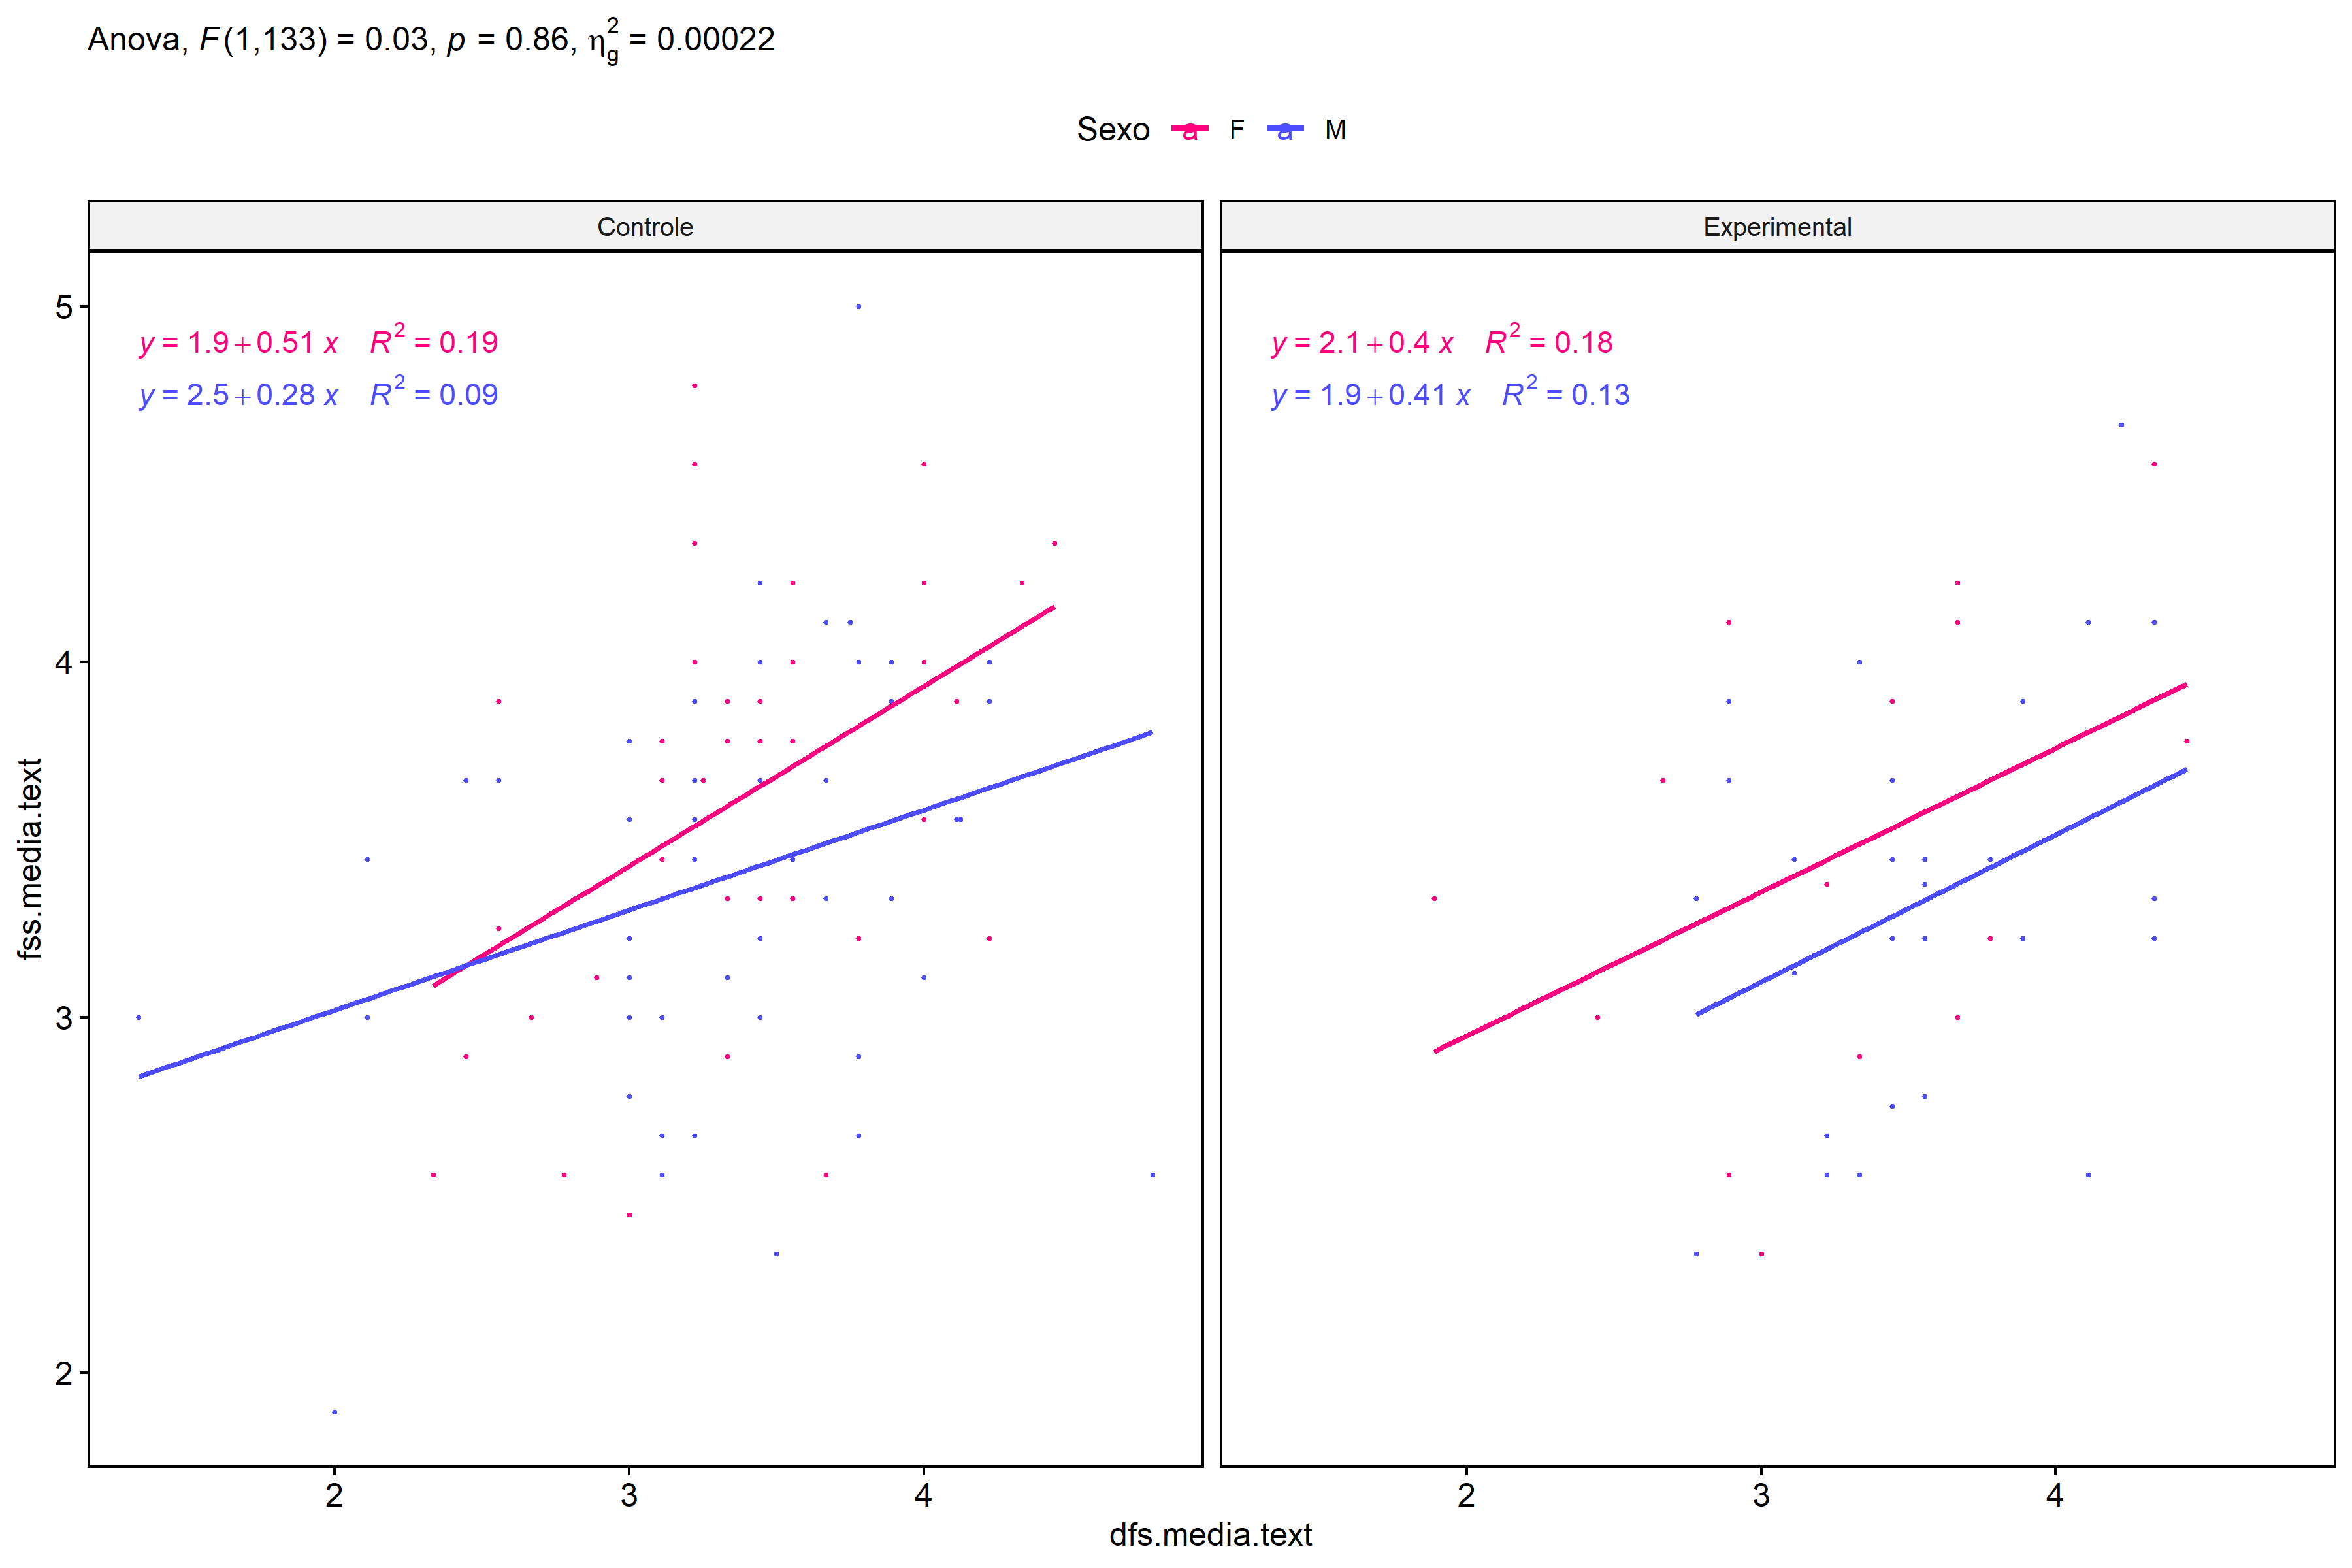 Anova, F(1,133) = 0.03, p = 0.86, η²g = 0.00022
Sexo a F a M
Controle
Experimental
y = 1.9 + 0.51 x R² = 0.19
y = 2.5 + 0.28 x R² = 0.09
y = 2.1 + 0.4 x R² = 0.18
y = 1.9 + 0.41 x R² = 0.13
fss.media.text
5
4
3
2
2 3 4
2 3 4
dfs.media.text